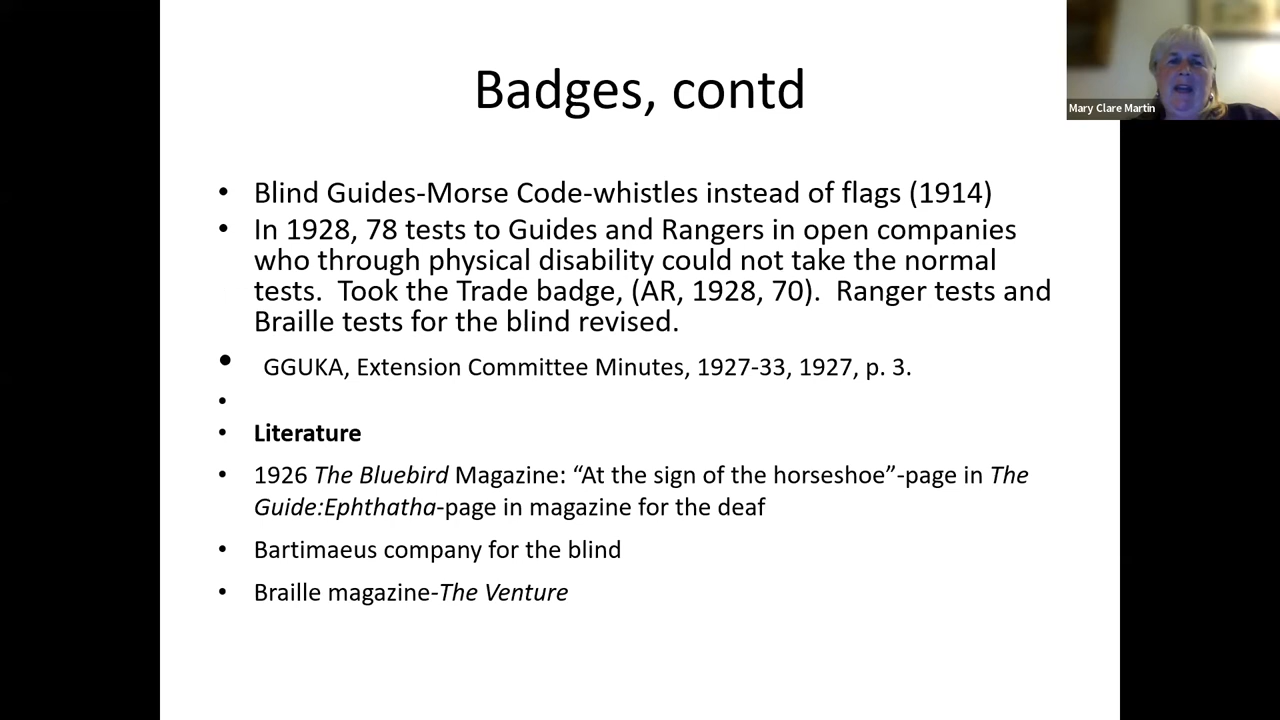 Badges, contd
Mary Clare Martin
• Blind Guides-Morse Code-whistles instead of flags (1914)
• In 1928, 78 tests to Guides and Rangers in open companies
who through physical disability could not take the normal
tests.  Took the Trade badge, (AR, 1928, 70).  Ranger tests and
Braille tests for the blind revised.
• GGUKA, Extension Committee Minutes, 1927-33, 1927, p. 3.
•
• Literature
• 1926 The Bluebird Magazine: “At the sign of the horseshoe”-page in The
Guide:Ephthatha-page in magazine for the deaf
• Bartimaeus company for the blind
• Braille magazine-The Venture